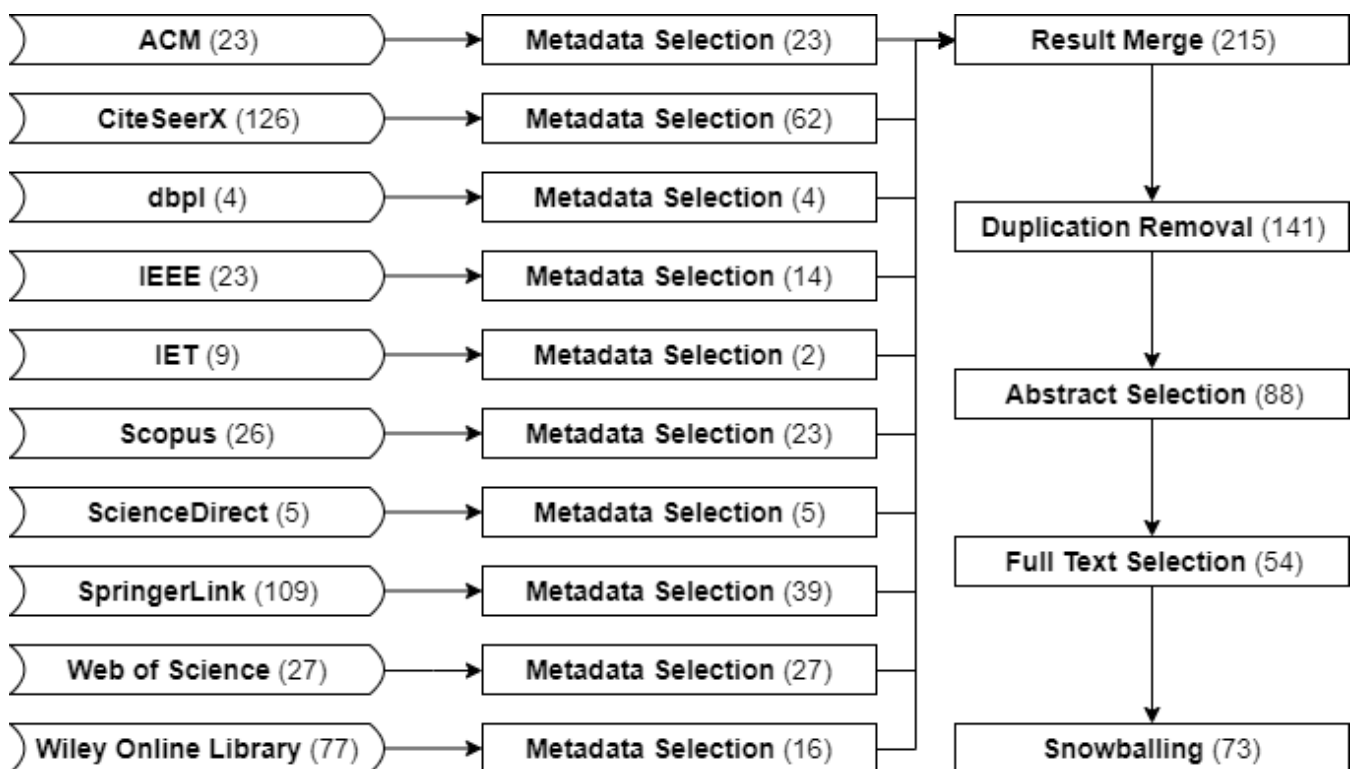 ACM (23)
Metadata Selection (23)
Result Merge (215)
CiteSeerX (126)
Metadata Selection (62)
dbpl (4)
Metadata Selection (4)
Duplication Removal (141)
IEEE (23)
Metadata Selection (14)
IET (9)
Metadata Selection (2)
Abstract Selection (88)
Scopus (26)
Metadata Selection (23)
ScienceDirect (5)
Metadata Selection (5)
Full Text Selection (54)
SpringerLink (109)
Metadata Selection (39)
Web of Science (27)
Metadata Selection (27)
Wiley Online Library (77)
Metadata Selection (16)
Snowballing (73)